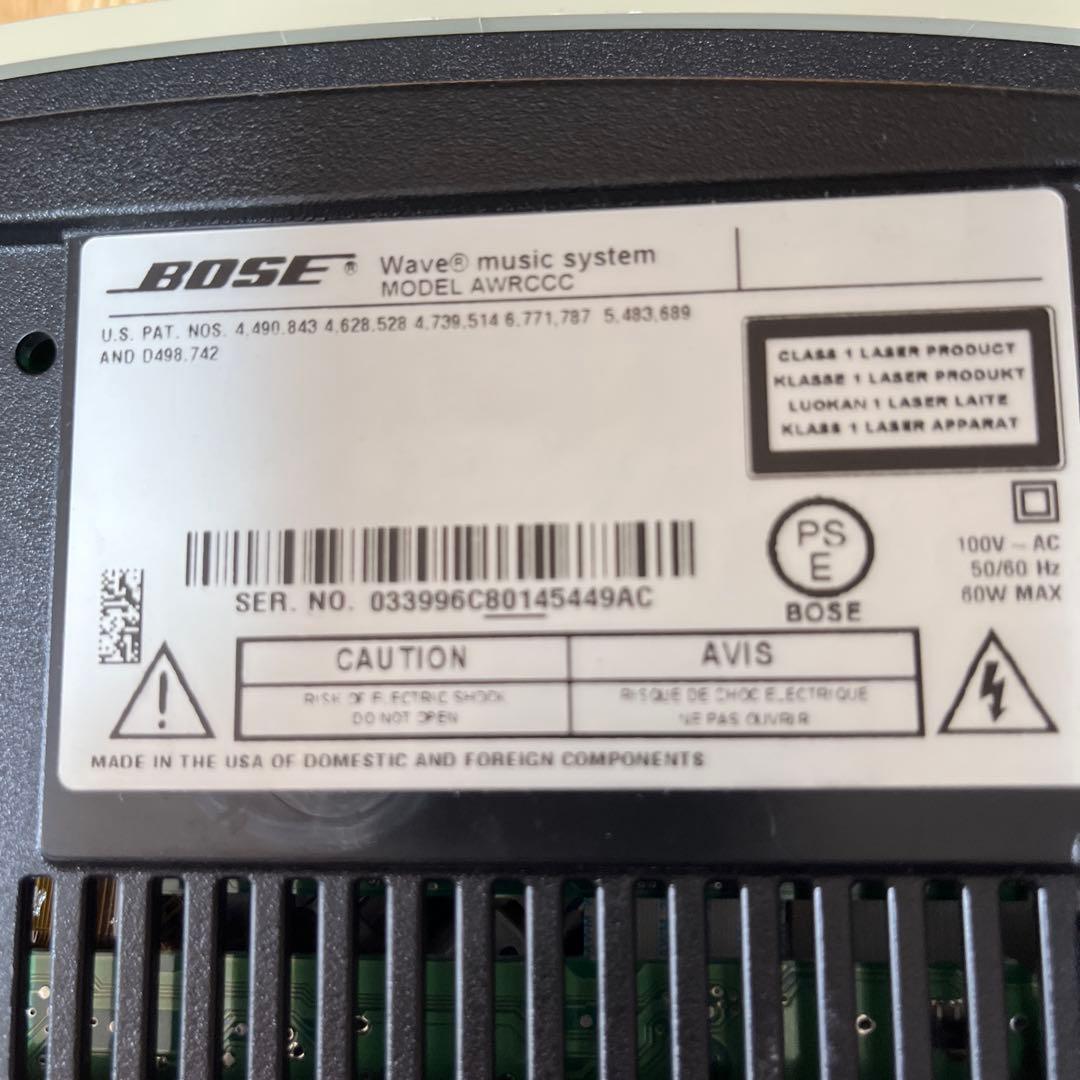 BOSE® Wave® music system
MODEL AWRCCC
U.S. PAT. NOS. 4,490,843 4,628,528 4,739,514 6,771,787 5,483,689
AND D498,742
CLASS 1 LASER PRODUCT
KLASSE 1 LASER PRODUKT
LUOKAN 1 LASER LAITE
KLASS 1 LASER APPARAT
PS
E
BOSE
100V ~ AC
50/60 Hz
60W MAX
SER. NO. 033996C80145449AC
CAUTION
RISK OF ELECTRIC SHOCK
DO NOT OPEN
AVIS
RISQUE DE CHOC ELECTRIQUE
NE PAS OUVRIR
MADE IN THE USA OF DOMESTIC AND FOREIGN COMPONENTS